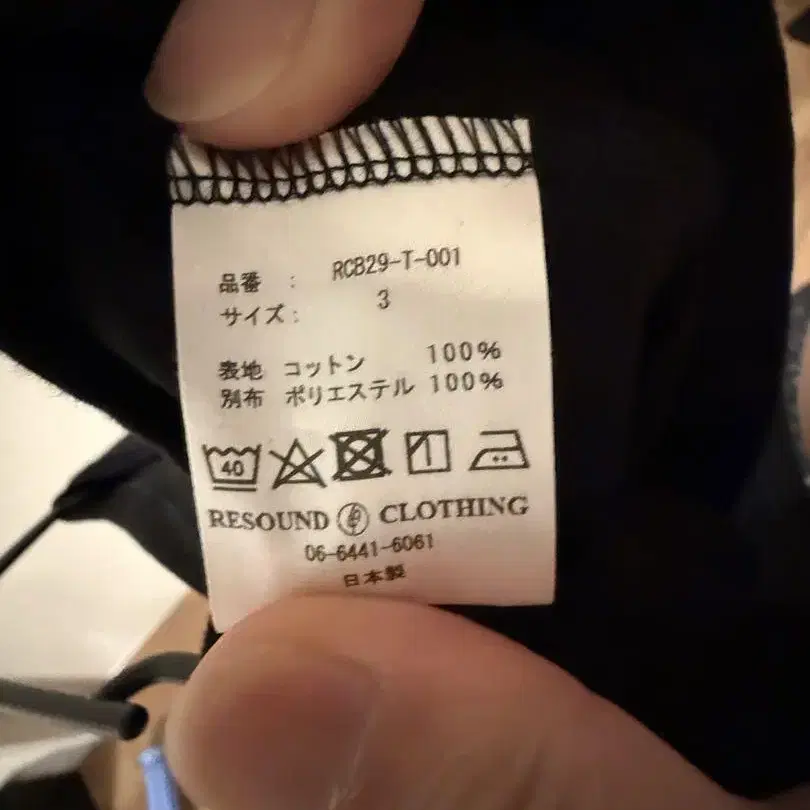 品番 : RCB29-T-001
サイズ: 3
表地 コットン 100%
別布 ポリエステル 100%
40
RESOUND CLOTHING
06-6441-6061
日本製